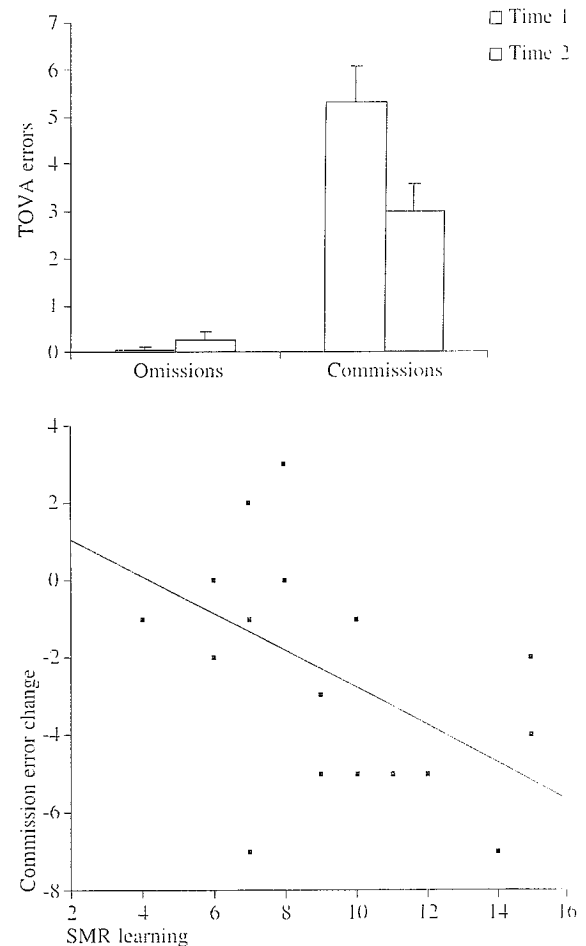 Time 1
Time 2
7
6
5
4
3
2
1
0
TOVA errors
Omissions Commissions
4
2
0
-2
-4
-6
-8
Commission error change
2 4 6 8 10 12 14 16
SMR learning